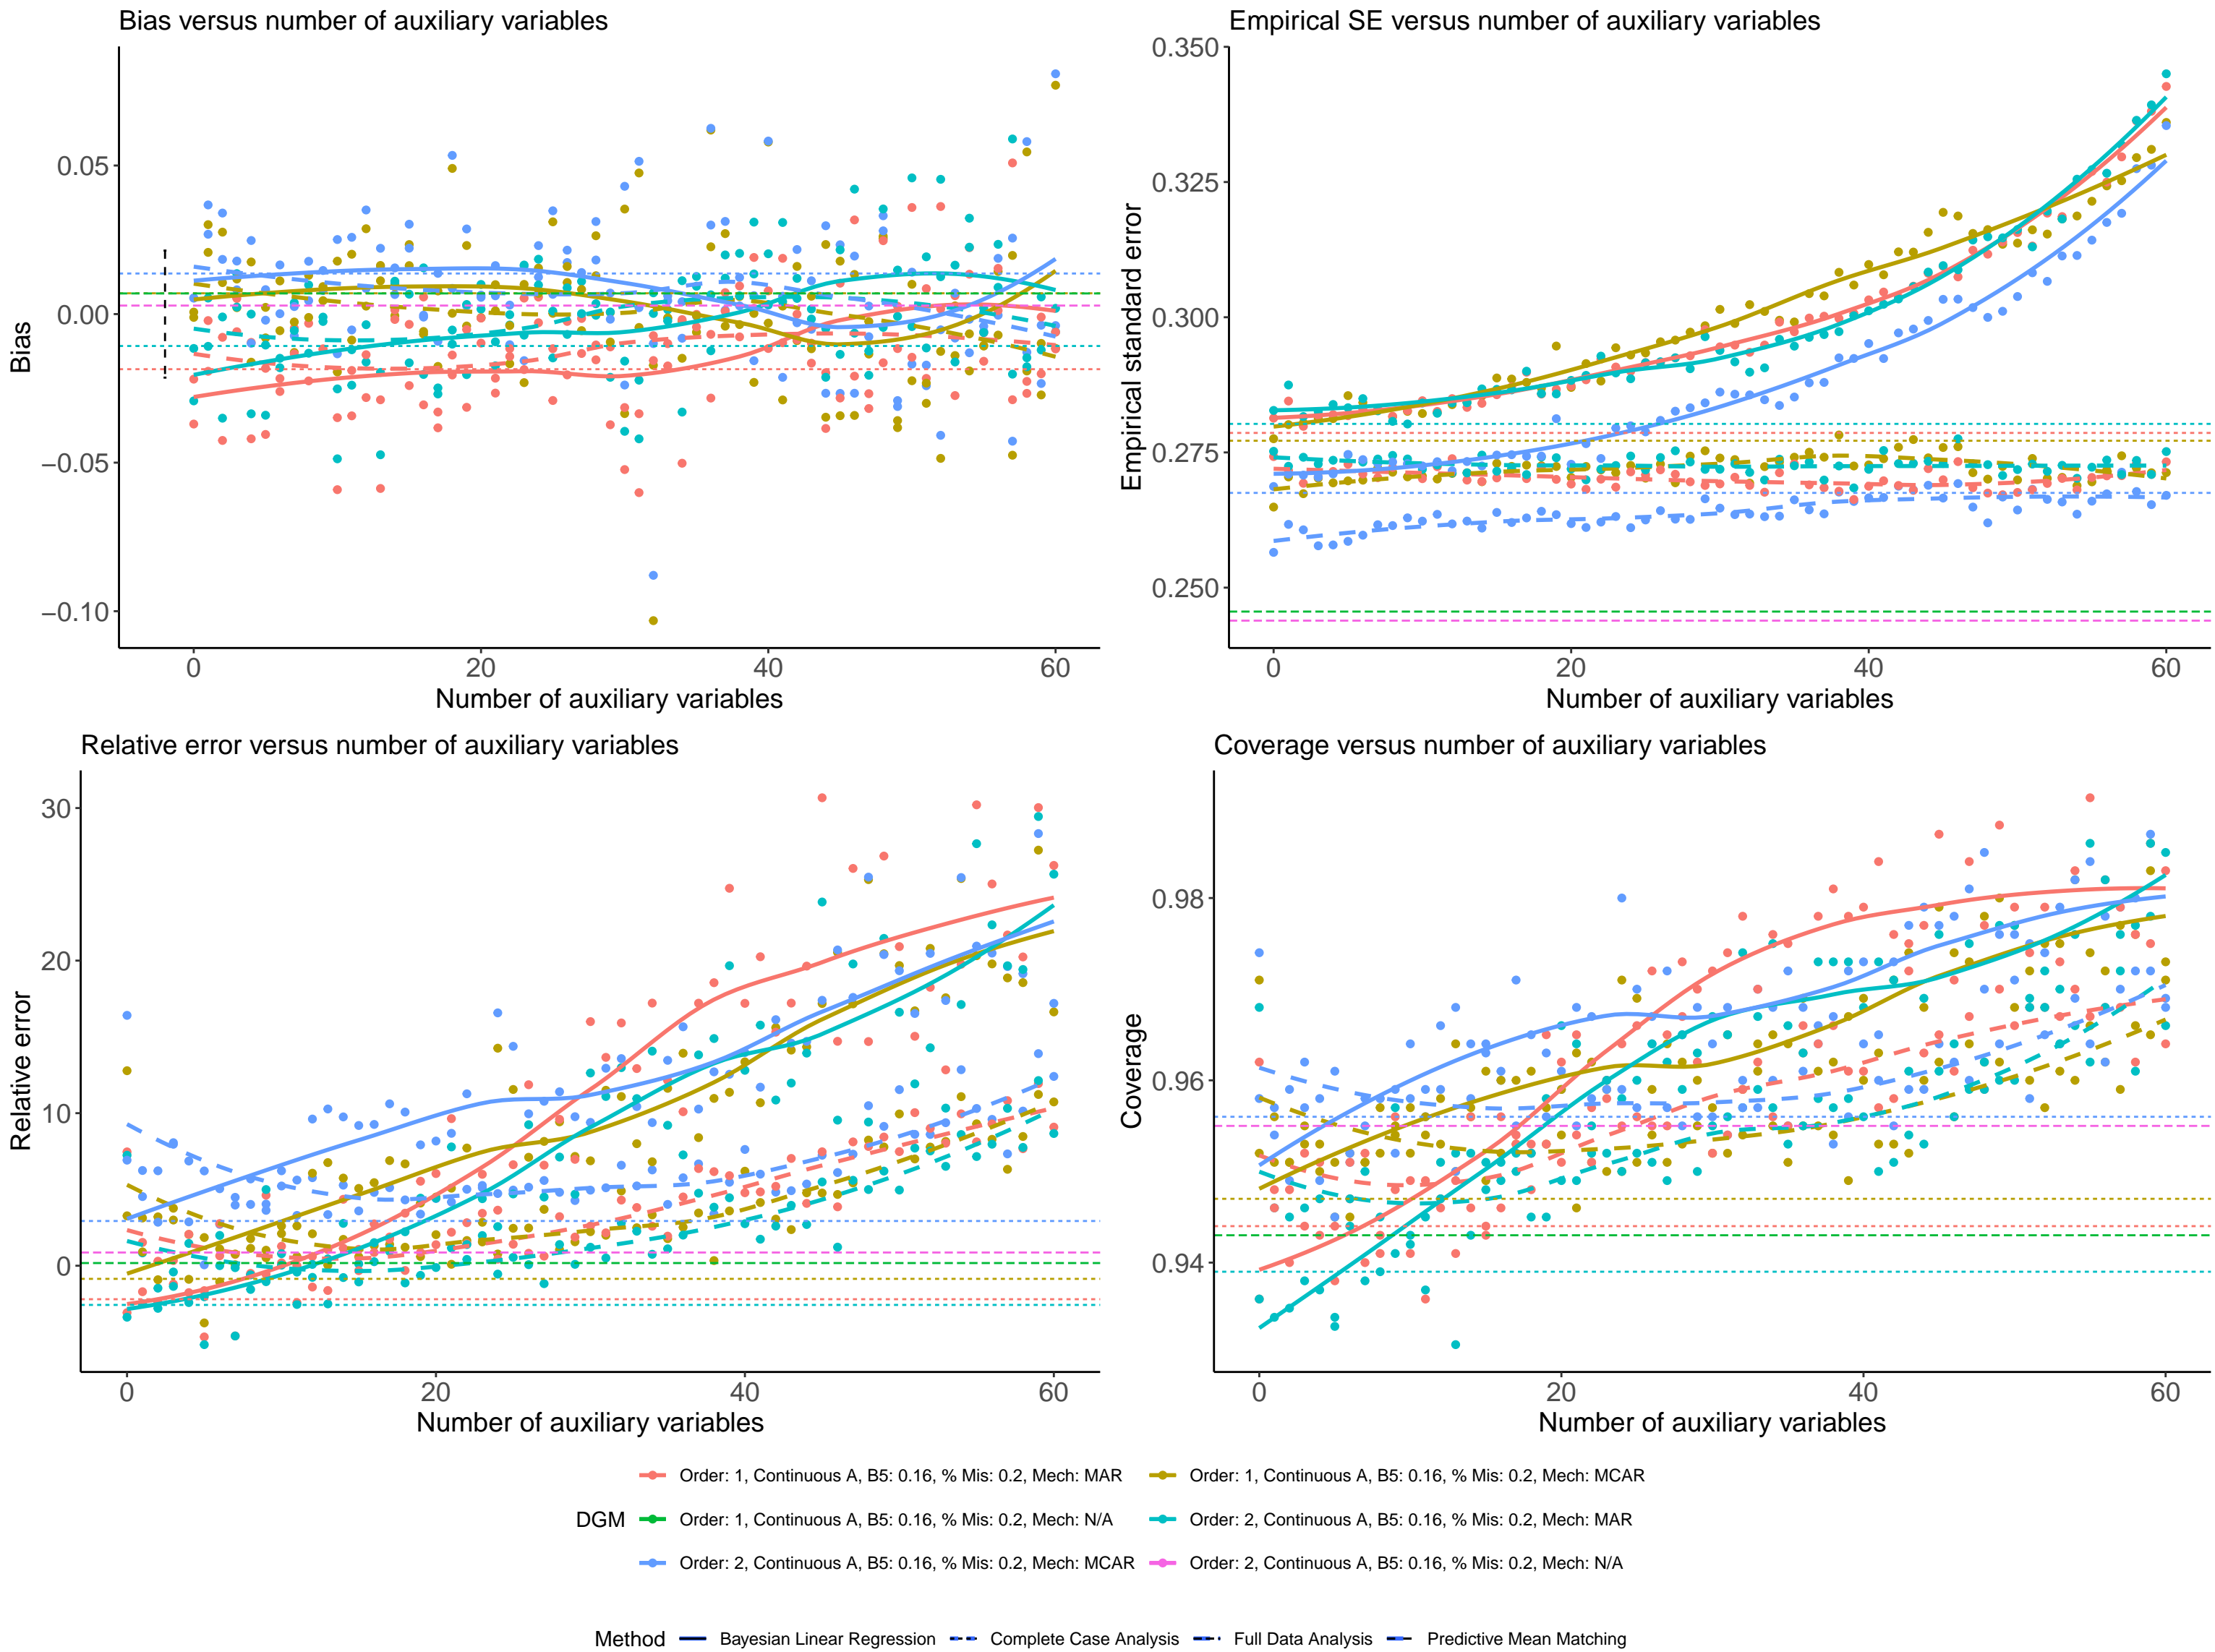 Bias versus number of auxiliary variables
Empirical SE versus number of auxiliary variables
0.05
0.00
−0.05
−0.10
Bias
0 20 40 60
Number of auxiliary variables
0.350
0.325
0.300
0.275
0.250
Empirical standard error
0 20 40 60
Number of auxiliary variables
Relative error versus number of auxiliary variables
Coverage versus number of auxiliary variables
30
20
10
0
Relative error
0 20 40 60
Number of auxiliary variables
0.98
0.96
0.94
Coverage
0 20 40 60
Number of auxiliary variables
DGM
Order: 1, Continuous A, B5: 0.16, % Mis: 0.2, Mech: MAR
Order: 1, Continuous A, B5: 0.16, % Mis: 0.2, Mech: MCAR
Order: 1, Continuous A, B5: 0.16, % Mis: 0.2, Mech: N/A
Order: 2, Continuous A, B5: 0.16, % Mis: 0.2, Mech: MAR
Order: 2, Continuous A, B5: 0.16, % Mis: 0.2, Mech: MCAR
Order: 2, Continuous A, B5: 0.16, % Mis: 0.2, Mech: N/A
Method Bayesian Linear Regression Complete Case Analysis Full Data Analysis Predictive Mean Matching